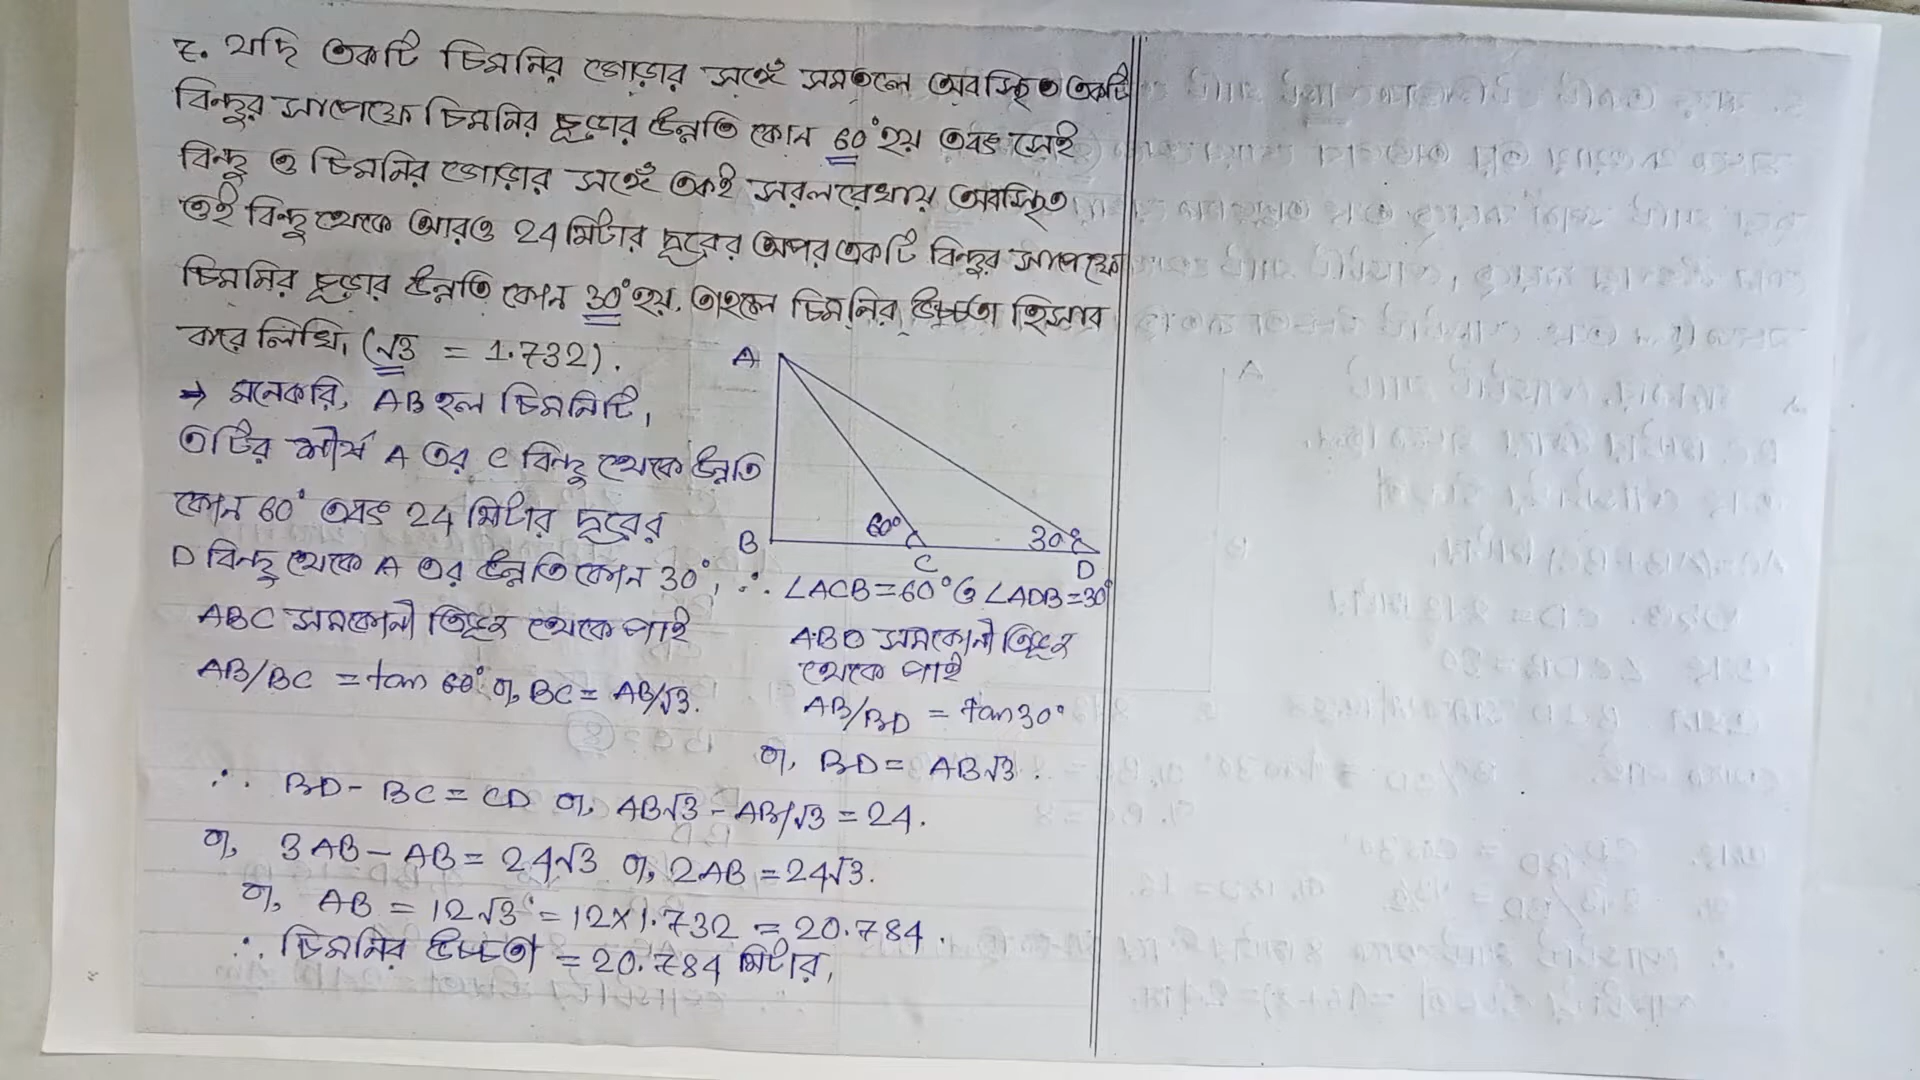 ৮. যদি একটি চিমনির গোড়ার সঙ্গে সমতলে অবস্থিত একটি
বিন্দুর সাপেক্ষে চিমনির চূড়ার উন্নতি কোন 60° হয় এবং সেই
বিন্দু ও চিমনির গোড়ার সঙ্গে একই সরলরেখায় অবস্থিত
ওই বিন্দু থেকে আরও 24 মিটার দূরের অপর একটি বিন্দুর সাপেক্ষে
চিমনির চূড়ার উন্নতি কোন 30° হয়, তাহলে চিমনির উচ্চতা হিসাব
করে লিখি। (√3 = 1.732).
⇒ মনেকরি, AB হল চিমনিটি,
এটির শীর্ষ A এর C বিন্দু থেকে উন্নতি
কোন 60° এবং 24 মিটার দূরের
D বিন্দু থেকে A এর উন্নতি কোন 30°, ∴ ∠ACB = 60° ও ∠ADB = 30°
A
B
60°
C
30°
D
ABC সমকোনী ত্রিভূজ থেকে পাই
AB/BC = tan 60° বা, BC = AB/√3.
ABD সমকোনী ত্রিভূজ
থেকে পাই
AB/BD = tan 30°
বা, BD = AB√3.
∴ BD - BC = CD বা, AB√3 - AB/√3 = 24.
বা, 3AB - AB = 24√3 বা, 2AB = 24√3.
বা, AB = 12√3 = 12×1.732 = 20.784.
∴ চিমনির উচ্চতা = 20.784 মিটার,